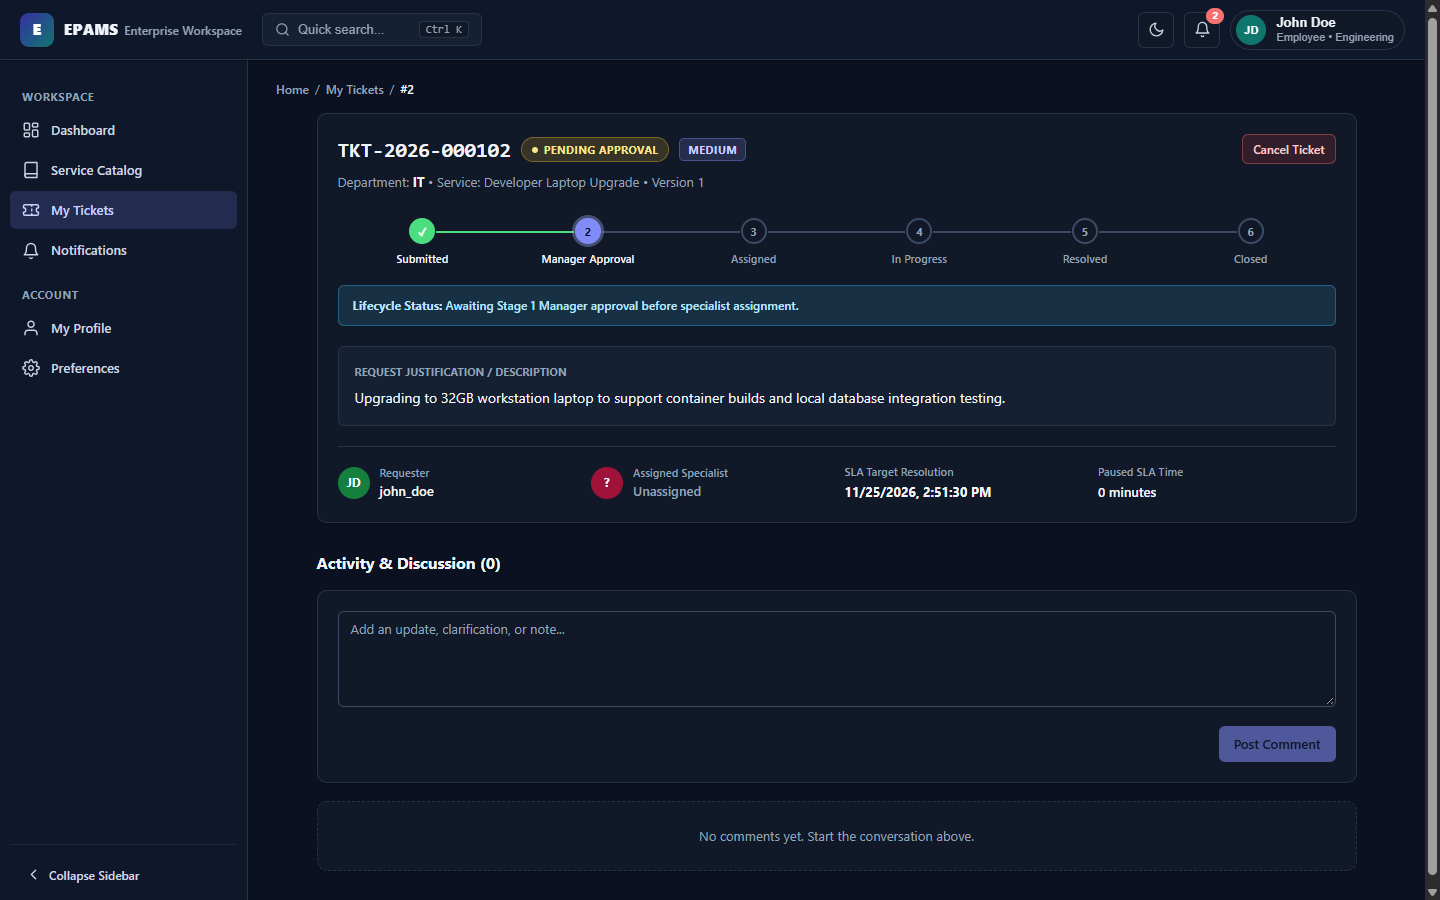 E EPAMS Enterprise Workspace
Quick search... Ctrl K
2
JD John Doe
Employee • Engineering
WORKSPACE
Dashboard
Service Catalog
My Tickets
Notifications
ACCOUNT
My Profile
Preferences
Collapse Sidebar
Home / My Tickets / #2
TKT-2026-000102 • PENDING APPROVAL MEDIUM
Cancel Ticket
Department: IT • Service: Developer Laptop Upgrade • Version 1
✓ 2 3 4 5 6
Submitted Manager Approval Assigned In Progress Resolved Closed
Lifecycle Status: Awaiting Stage 1 Manager approval before specialist assignment.
REQUEST JUSTIFICATION / DESCRIPTION
Upgrading to 32GB workstation laptop to support container builds and local database integration testing.
JD Requester
john_doe
? Assigned Specialist
Unassigned
SLA Target Resolution
11/25/2026, 2:51:30 PM
Paused SLA Time
0 minutes
Activity & Discussion (0)
Add an update, clarification, or note...
Post Comment
No comments yet. Start the conversation above.